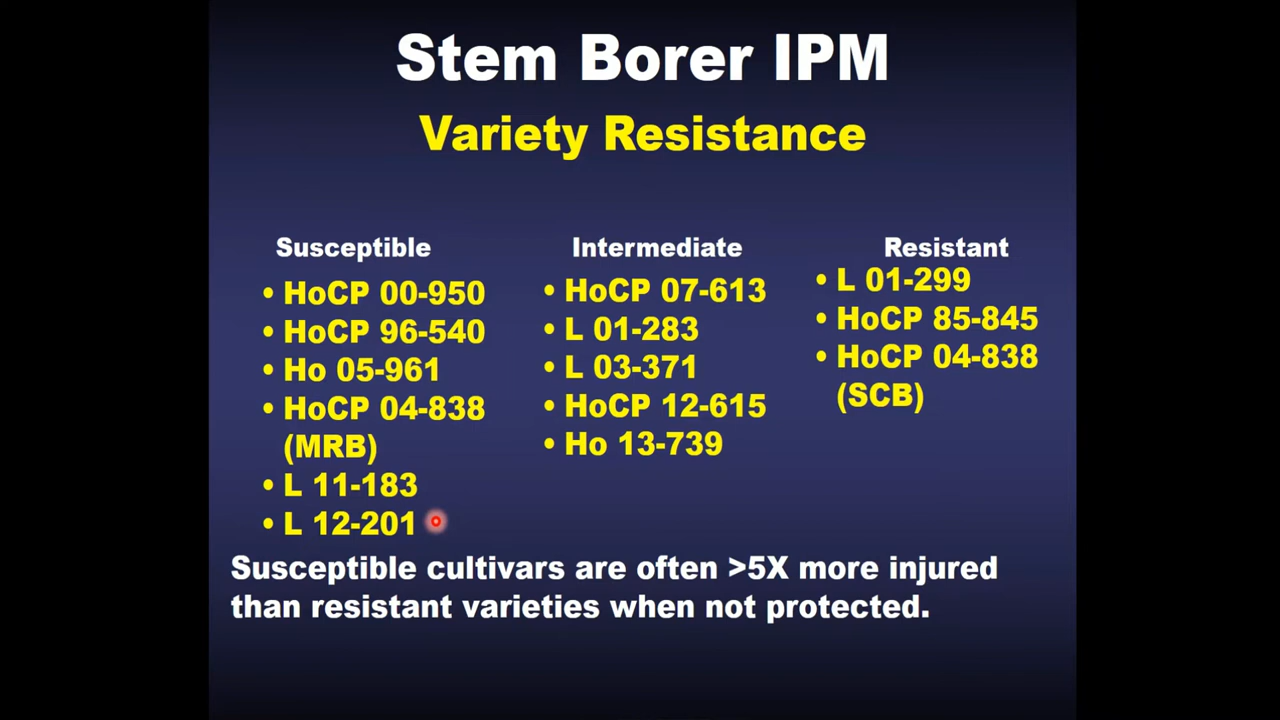 Stem Borer IPM
Variety Resistance
Susceptible
• HoCP 00-950
• HoCP 96-540
• Ho 05-961
• HoCP 04-838
(MRB)
• L 11-183
• L 12-201
Intermediate
• HoCP 07-613
• L 01-283
• L 03-371
• HoCP 12-615
• Ho 13-739
Resistant
• L 01-299
• HoCP 85-845
• HoCP 04-838
(SCB)
Susceptible cultivars are often >5X more injured
than resistant varieties when not protected.